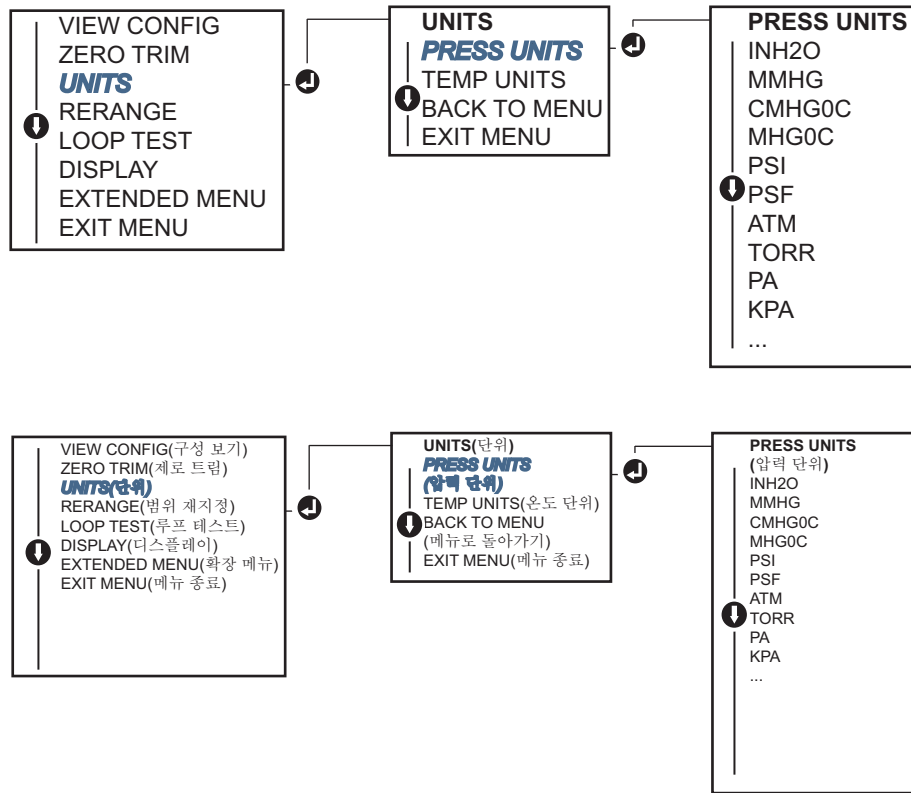 VIEW CONFIG
ZERO TRIM
UNITS
RERANGE
LOOP TEST
DISPLAY
EXTENDED MENU
EXIT MENU
UNITS
PRESS UNITS
TEMP UNITS
BACK TO MENU
EXIT MENU
PRESS UNITS
INH2O
MMHG
CMHG0C
MHG0C
PSI
PSF
ATM
TORR
PA
KPA
...
VIEW CONFIG(구성 보기)
ZERO TRIM(제로 트림)
UNITS(단위)
RERANGE(범위 재지정)
LOOP TEST(루프 테스트)
DISPLAY(디스플레이)
EXTENDED MENU(확장 메뉴)
EXIT MENU(메뉴 종료)
UNITS(단위)
PRESS UNITS
(압력 단위)
TEMP UNITS(온도 단위)
BACK TO MENU
(메뉴로 돌아가기)
EXIT MENU(메뉴 종료)
PRESS UNITS
(압력 단위)
INH2O
MMHG
CMHG0C
MHG0C
PSI
PSF
ATM
TORR
PA
KPA
...